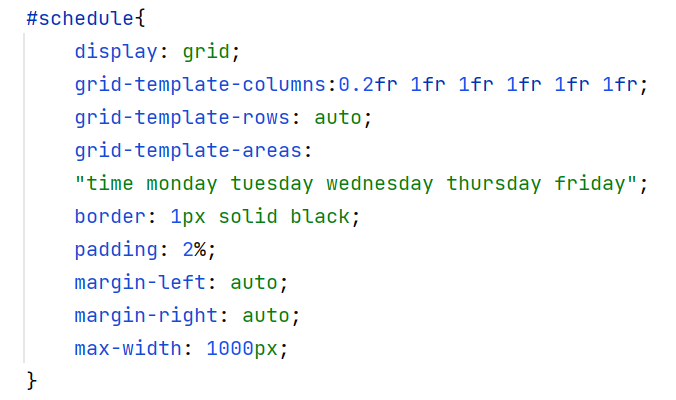 #schedule{
display: grid;
grid-template-columns:0.2fr 1fr 1fr 1fr 1fr 1fr;
grid-template-rows: auto;
grid-template-areas:
"time monday tuesday wednesday thursday friday";
border: 1px solid black;
padding: 2%;
margin-left: auto;
margin-right: auto;
max-width: 1000px;
}